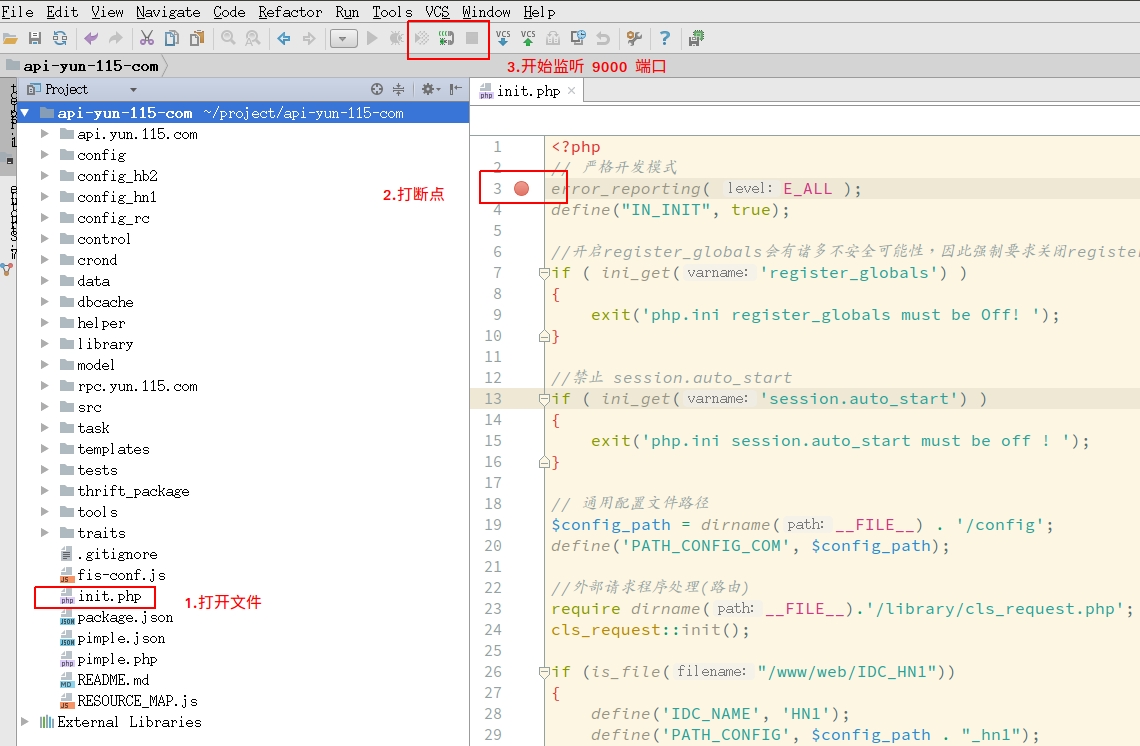 File Edit View Navigate Code Refactor Run Tools VCS Window Help
VCS VCS
api-yun-115-com
3.开始监听 9000 端口
Project
init.php
api-yun-115-com ~/project/api-yun-115-com
api.yun.115.com
config
config_hb2
config_hn1
config_rc
control
crond
data
dbcache
helper
library
model
rpc.yun.115.com
src
task
templates
tests
thrift_package
tools
traits
.gitignore
fis-conf.js
init.php
package.json
pimple.json
pimple.php
README.md
RESOURCE_MAP.js
External Libraries
1.打开文件
2.打断点
1 <?php
2 // 严格开发模式
3 error_reporting( level: E_ALL );
4 define("IN_INIT", true);
5
6 //开启register_globals会有诸多不安全可能性，因此强制要求关闭register
7 if ( ini_get( varname: 'register_globals') )
8 {
9 exit('php.ini register_globals must be Off! ');
10 }
11
12 //禁止 session.auto_start
13 if ( ini_get( varname: 'session.auto_start') )
14 {
15 exit('php.ini session.auto_start must be off ! ');
16 }
17
18 // 通用配置文件路径
19 $config_path = dirname( path: __FILE__) . '/config';
20 define('PATH_CONFIG_COM', $config_path);
21
22 //外部请求程序处理(路由)
23 require dirname( path: __FILE__).'/library/cls_request.php';
24 cls_request::init();
25
26 if (is_file( filename: "/www/web/IDC_HN1"))
27 {
28 define('IDC_NAME', 'HN1');
29 define('PATH_CONFIG', $config_path . "_hn1");